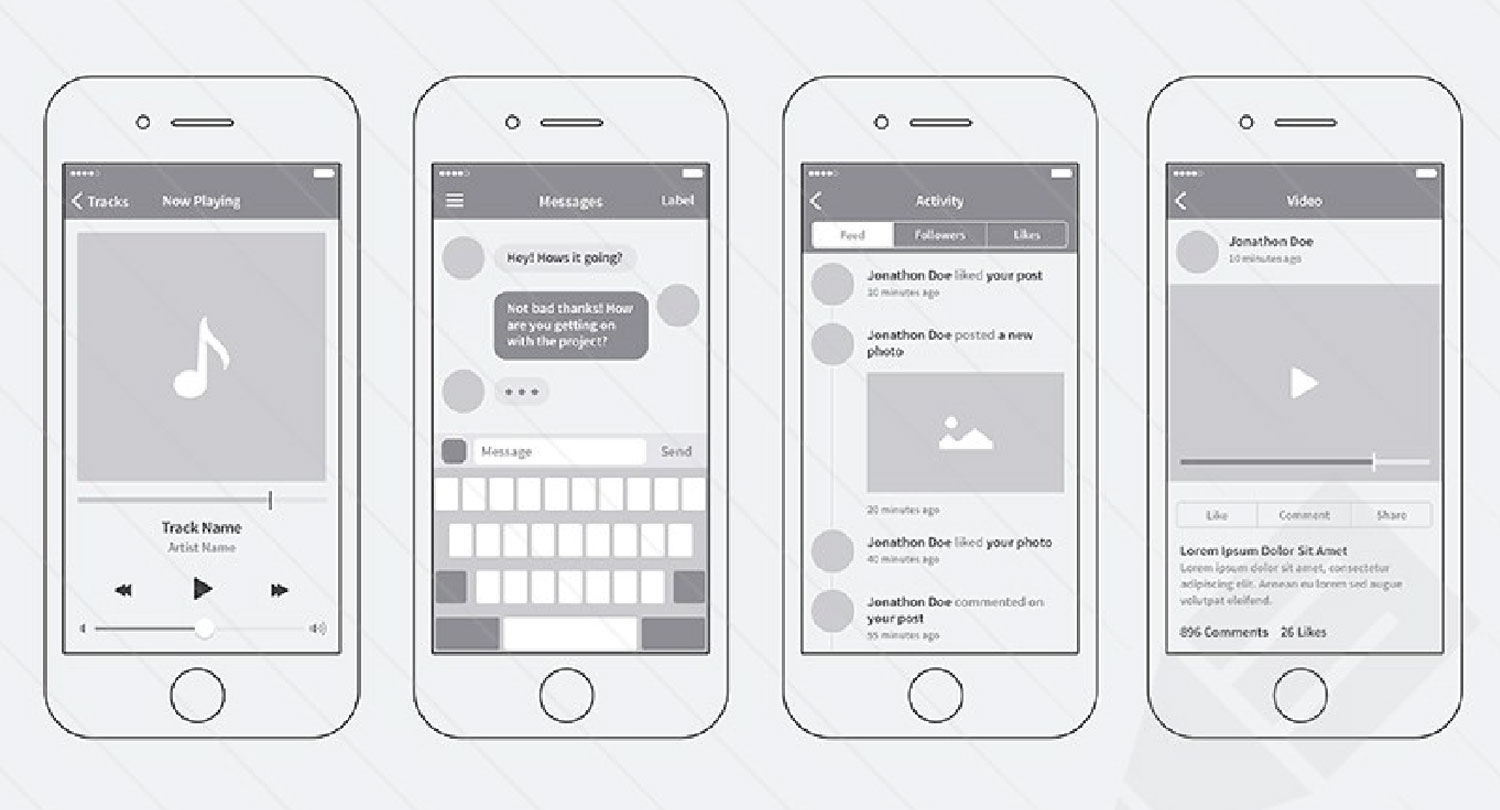 Tracks
Now Playing
Track Name
Artist Name
Messages
Label
Hey! Hows it going?
Not bad thanks! How
are you getting on
with the project?
Message
Send
Activity
Feed
Followers
Likes
Jonathon Doe liked your post
10 minutes ago
Jonathon Doe posted a new
photo
20 minutes ago
Jonathon Doe liked your photo
40 minutes ago
Jonathon Doe commented on
your post
55 minutes ago
Video
Jonathon Doe
10 minutes ago
Like
Comment
Share
Lorem Ipsum Dolor Sit Amet
Lorem ipsum dolor sit amet, consectetur
adipiscing elit. Aenean eu lorem sed augue
volutpat eleifend.
896 Comments
26 Likes